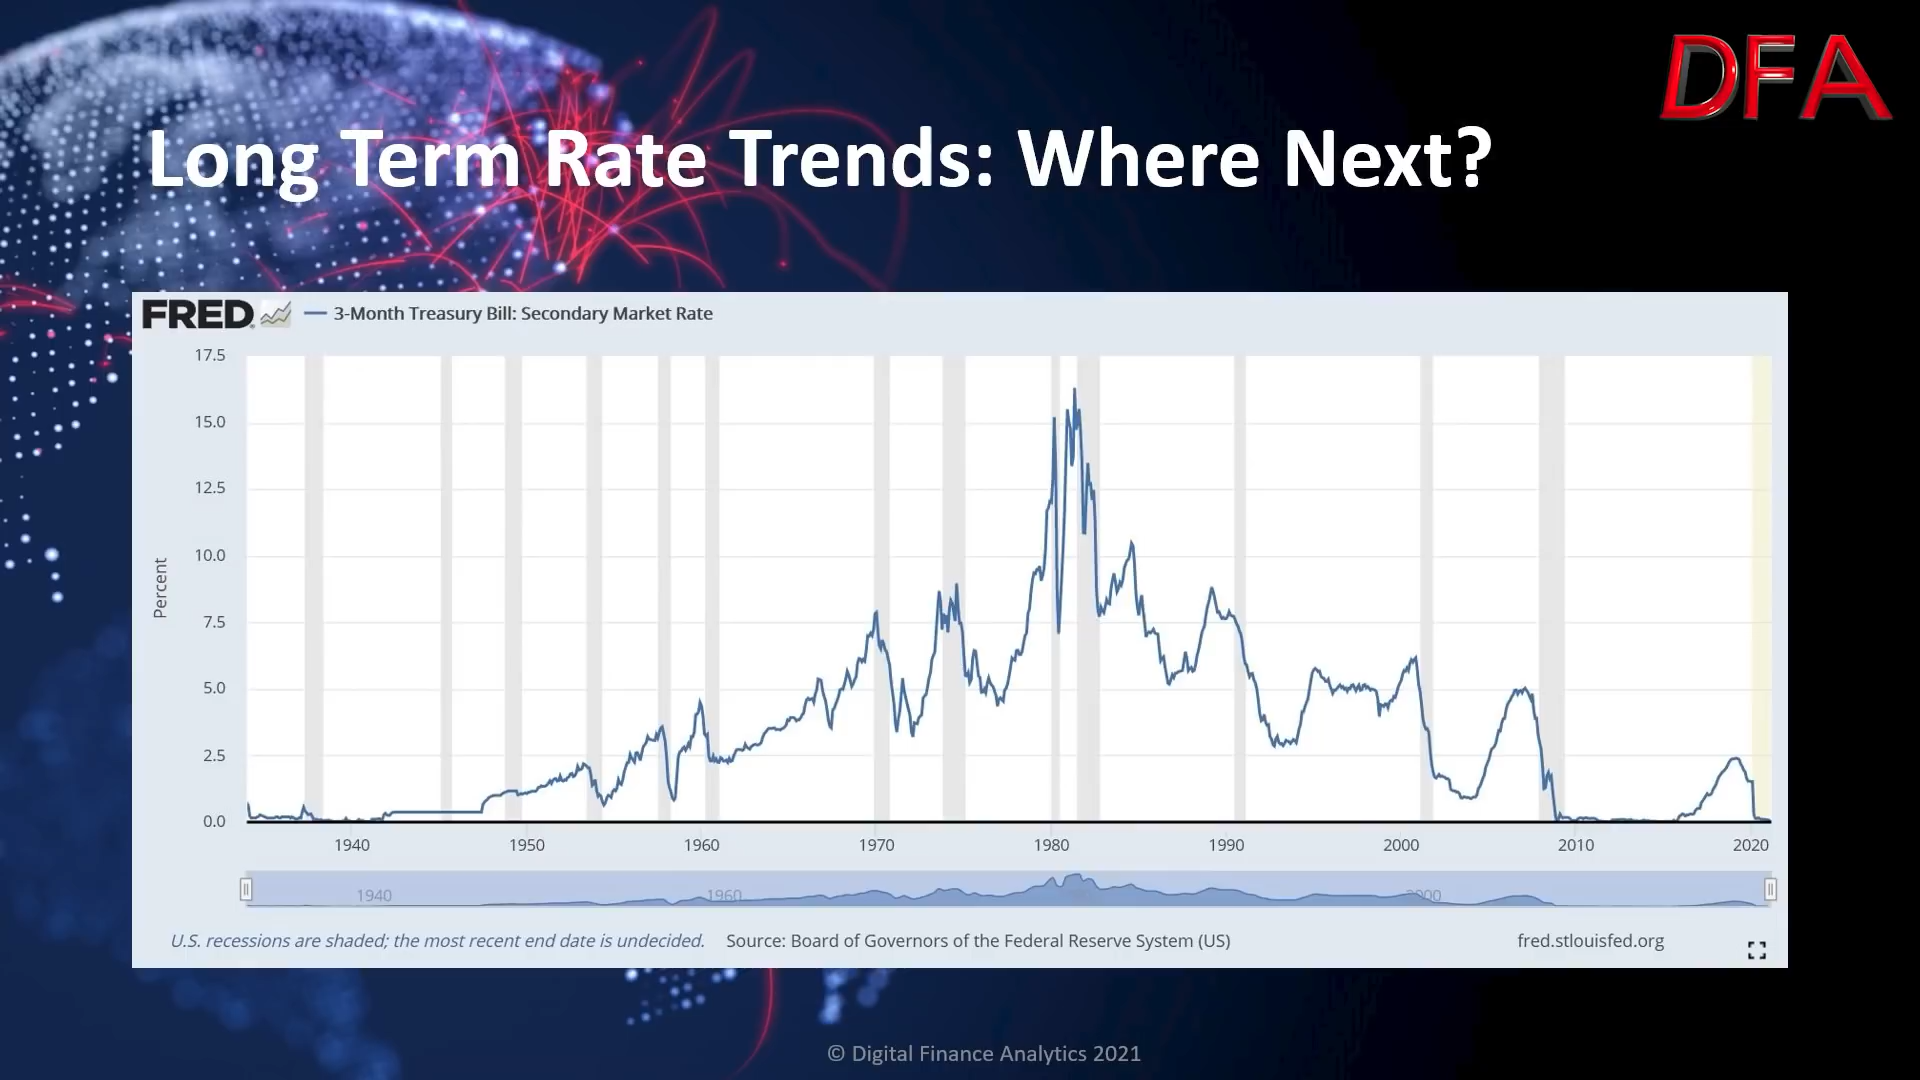 DFA
Long Term Rate Trends: Where Next?
FRED 3-Month Treasury Bill: Secondary Market Rate
Percent
17.5
15.0
12.5
10.0
7.5
5.0
2.5
0.0
1940 1950 1960 1970 1980 1990 2000 2010 2020
1940 1960 2000
U.S. recessions are shaded; the most recent end date is undecided. Source: Board of Governors of the Federal Reserve System (US) fred.stlouisfed.org
© Digital Finance Analytics 2021